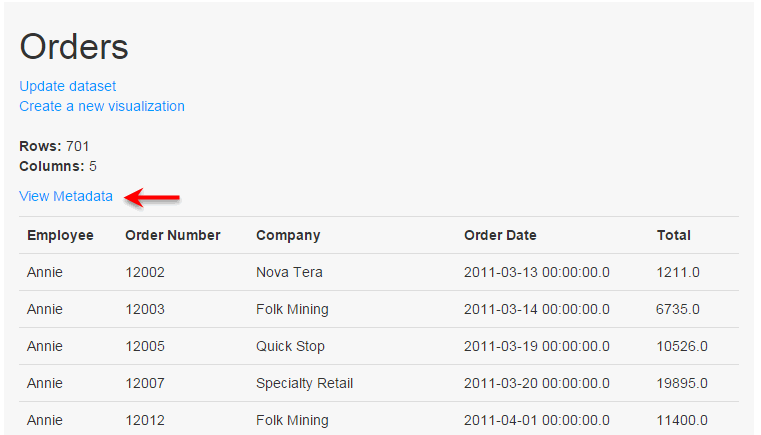 Orders
Update dataset
Create a new visualization
Rows: 701
Columns: 5
View Metadata
Employee Order Number Company Order Date Total
Annie 12002 Nova Tera 2011-03-13 00:00:00.0 1211.0
Annie 12003 Folk Mining 2011-03-14 00:00:00.0 6735.0
Annie 12005 Quick Stop 2011-03-19 00:00:00.0 10526.0
Annie 12007 Specialty Retail 2011-03-20 00:00:00.0 19895.0
Annie 12012 Folk Mining 2011-04-01 00:00:00.0 11400.0